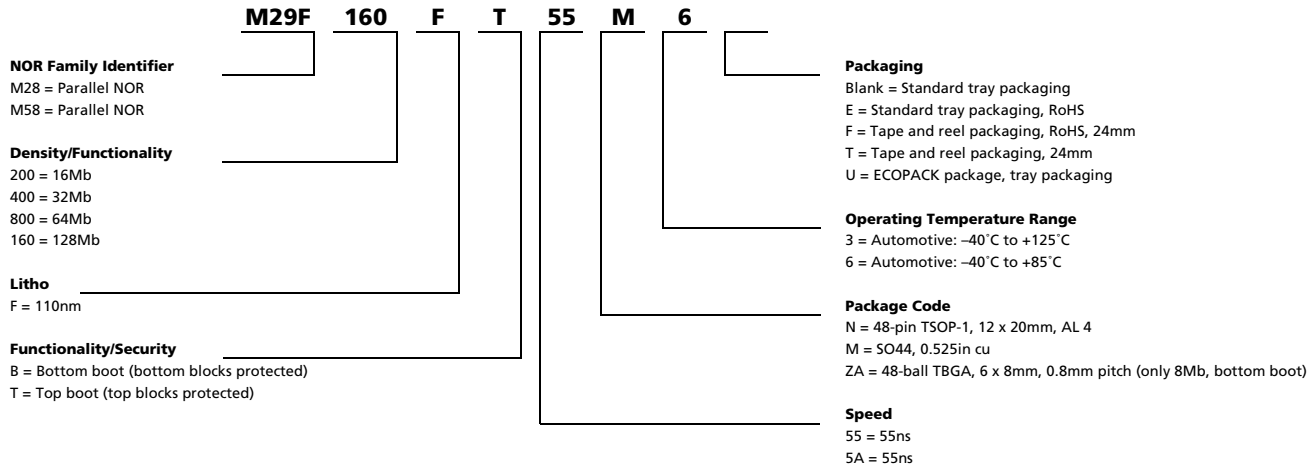 M29F 160 F T 55 M 6
NOR Family Identifier
M28 = Parallel NOR
M58 = Parallel NOR
Density/Functionality
200 = 16Mb
400 = 32Mb
800 = 64Mb
160 = 128Mb
Litho
F = 110nm
Functionality/Security
B = Bottom boot (bottom blocks protected)
T = Top boot (top blocks protected)
Packaging
Blank = Standard tray packaging
E = Standard tray packaging, RoHS
F = Tape and reel packaging, RoHS, 24mm
T = Tape and reel packaging, 24mm
U = ECOPACK package, tray packaging
Operating Temperature Range
3 = Automotive: –40˚C to +125˚C
6 = Automotive: –40˚C to +85˚C
Package Code
N = 48-pin TSOP-1, 12 x 20mm, AL 4
M = SO44, 0.525in cu
ZA = 48-ball TBGA, 6 x 8mm, 0.8mm pitch (only 8Mb, bottom boot)
Speed
55 = 55ns
5A = 55ns